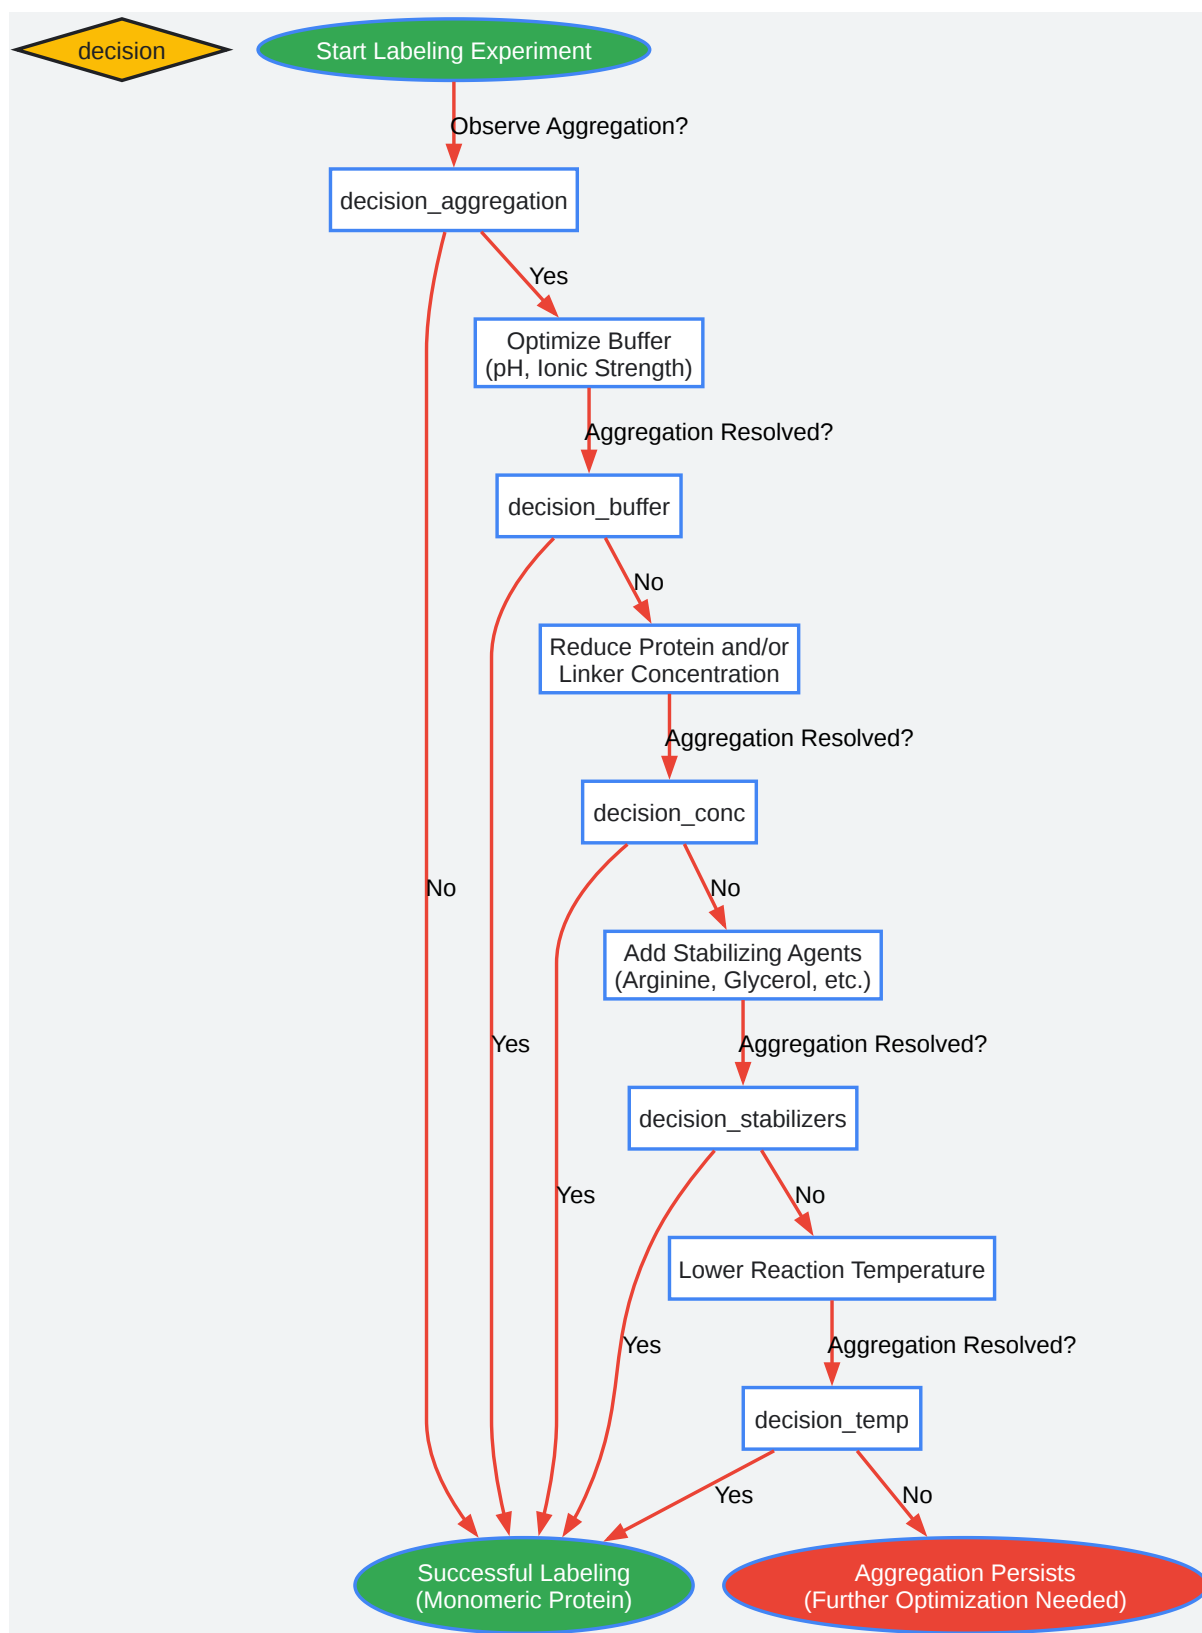 decision
Start Labeling Experiment
Observe Aggregation?
decision_aggregation
Yes
Optimize Buffer
(pH, Ionic Strength)
Aggregation Resolved?
decision_buffer
No
Reduce Protein and/or
Linker Concentration
Aggregation Resolved?
decision_conc
No
No
Add Stabilizing Agents
(Arginine, Glycerol, etc.)
Yes
Aggregation Resolved?
decision_stabilizers
Yes
No
Lower Reaction Temperature
Yes
Aggregation Resolved?
decision_temp
Yes
No
Successful Labeling
(Monomeric Protein)
Aggregation Persists
(Further Optimization Needed)